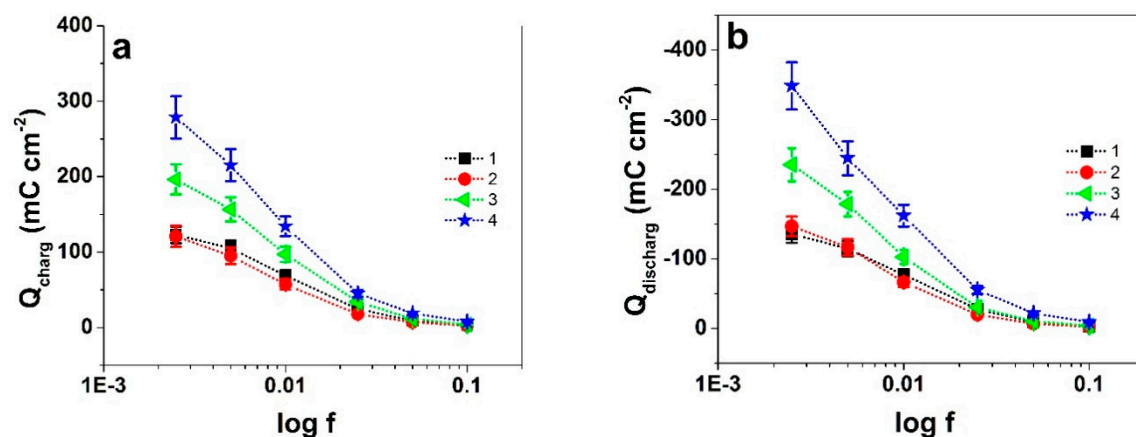 a
400
300
200
100
0
Q_charg (mC cm⁻²)
1E-3
0.01
0.1
log f
1
2
3
4
b
-400
-300
-200
-100
-0
Q_discharg (mC cm⁻²)
1E-3
0.01
0.1
log f
1
2
3
4